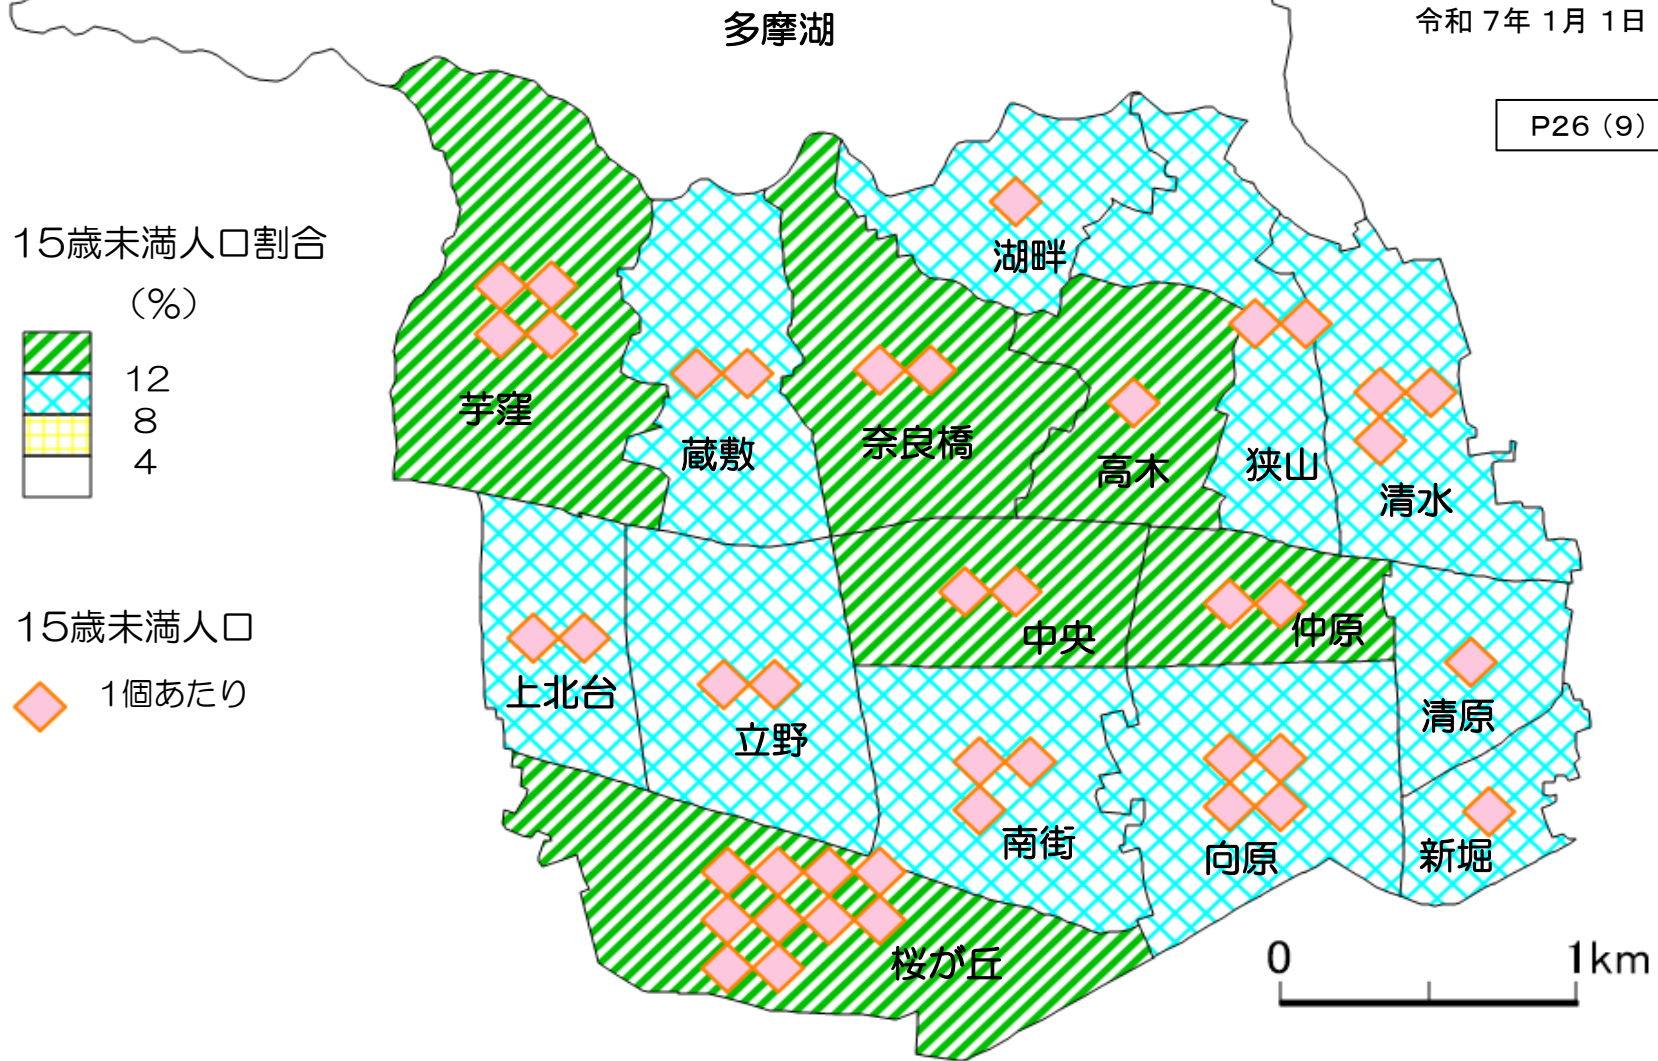 多摩湖
令和 7年 1月 1日
P26（9）
15歳未満人口割合
（%）
12
8
4
15歳未満人口
1個あたり
湖畔
芋窪
蔵敷
奈良橋
高木
狭山
清水
中央
仲原
上北台
立野
清原
南街
向原
新堀
桜が丘
0
1km